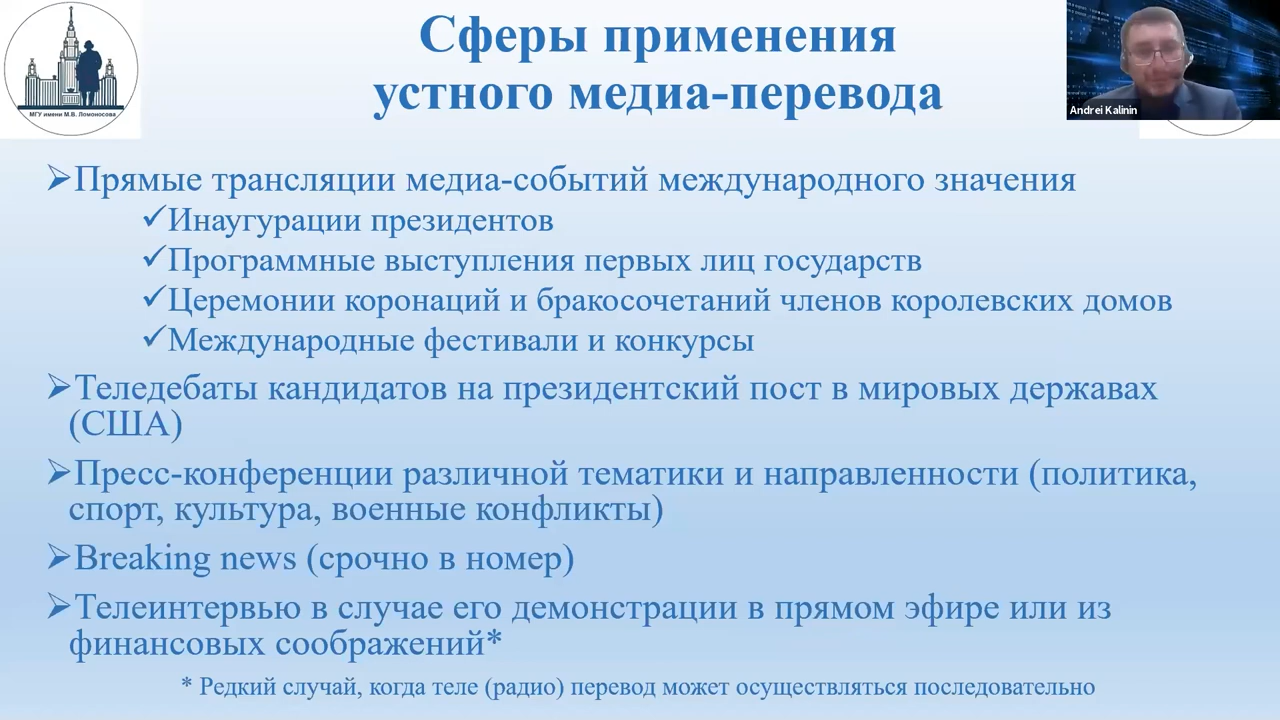 Сферы применения
устного медиа-перевода
МГУ имени М.В. Ломоносова
Andrei Kalinin
Прямые трансляции медиа-событий международного значения
Инаугурации президентов
Программные выступления первых лиц государств
Церемонии коронаций и бракосочетаний членов королевских домов
Международные фестивали и конкурсы
Теледебаты кандидатов на президентский пост в мировых державах
(США)
Пресс-конференции различной тематики и направленности (политика,
спорт, культура, военные конфликты)
Breaking news (срочно в номер)
Телеинтервью в случае его демонстрации в прямом эфире или из
финансовых соображений*
* Редкий случай, когда теле (радио) перевод может осуществляться последовательно